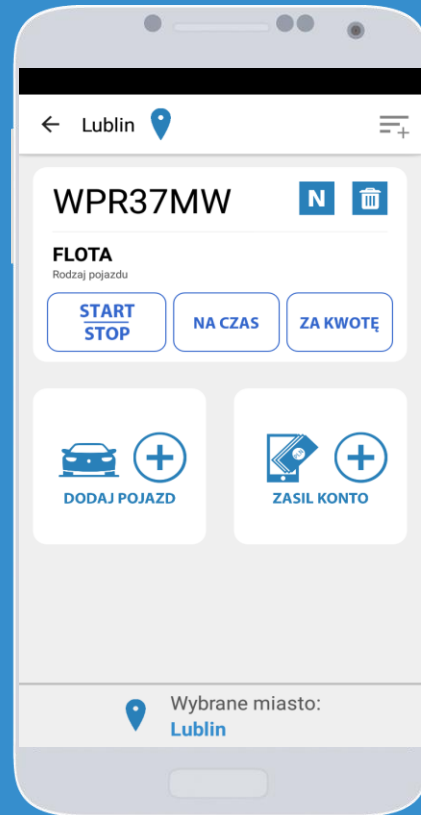 Lublin
WPR37MW
N
FLOTA
Rodzaj pojazdu
START
STOP
NA CZAS
ZA KWOTĘ
DODAJ POJAZD
ZASIL KONTO
Wybrane miasto:
Lublin